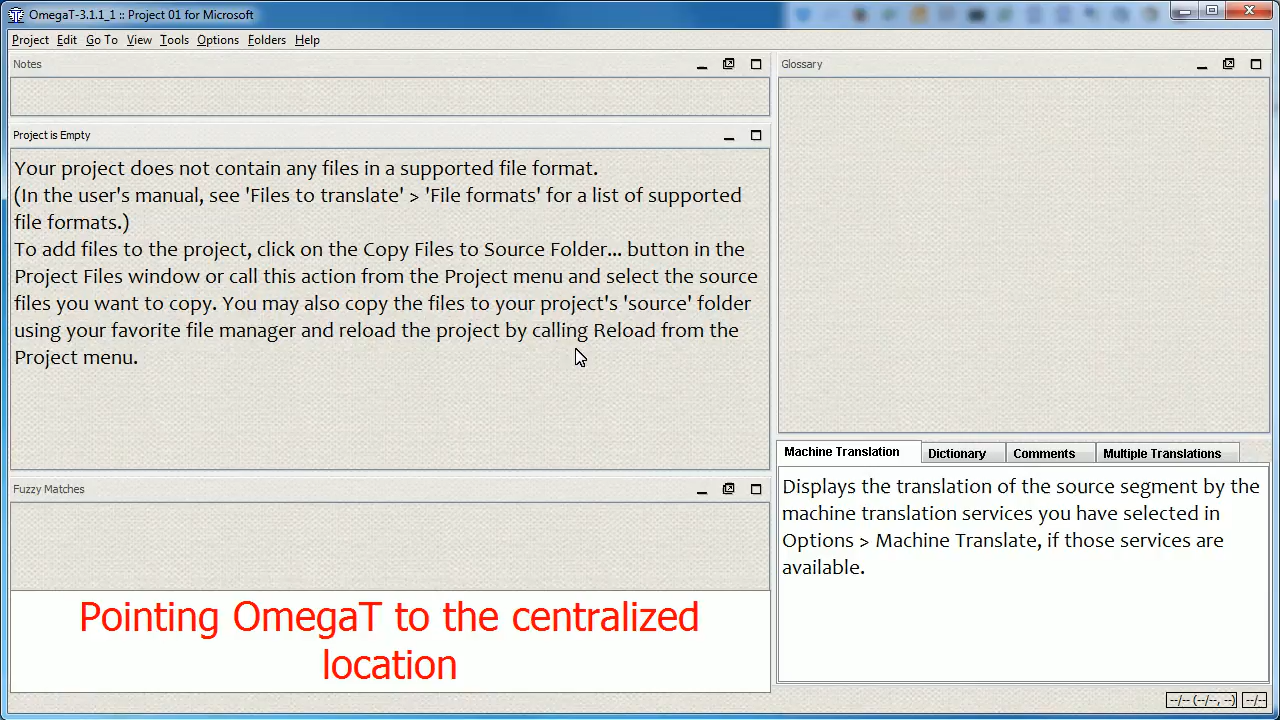 OmegaT-3.1.1_1 :: Project 01 for Microsoft
Project Edit Go To View Tools Options Folders Help
Notes
Project is Empty
Your project does not contain any files in a supported file format.
(In the user's manual, see 'Files to translate' > 'File formats' for a list of supported
file formats.)
To add files to the project, click on the Copy Files to Source Folder... button in the
Project Files window or call this action from the Project menu and select the source
files you want to copy. You may also copy the files to your project's 'source' folder
using your favorite file manager and reload the project by calling Reload from the
Project menu.
Fuzzy Matches
Pointing OmegaT to the centralized
location
Glossary
Machine Translation Dictionary Comments Multiple Translations
Displays the translation of the source segment by the
machine translation services you have selected in
Options > Machine Translate, if those services are
available.
--/-- (--/--, --) --/--